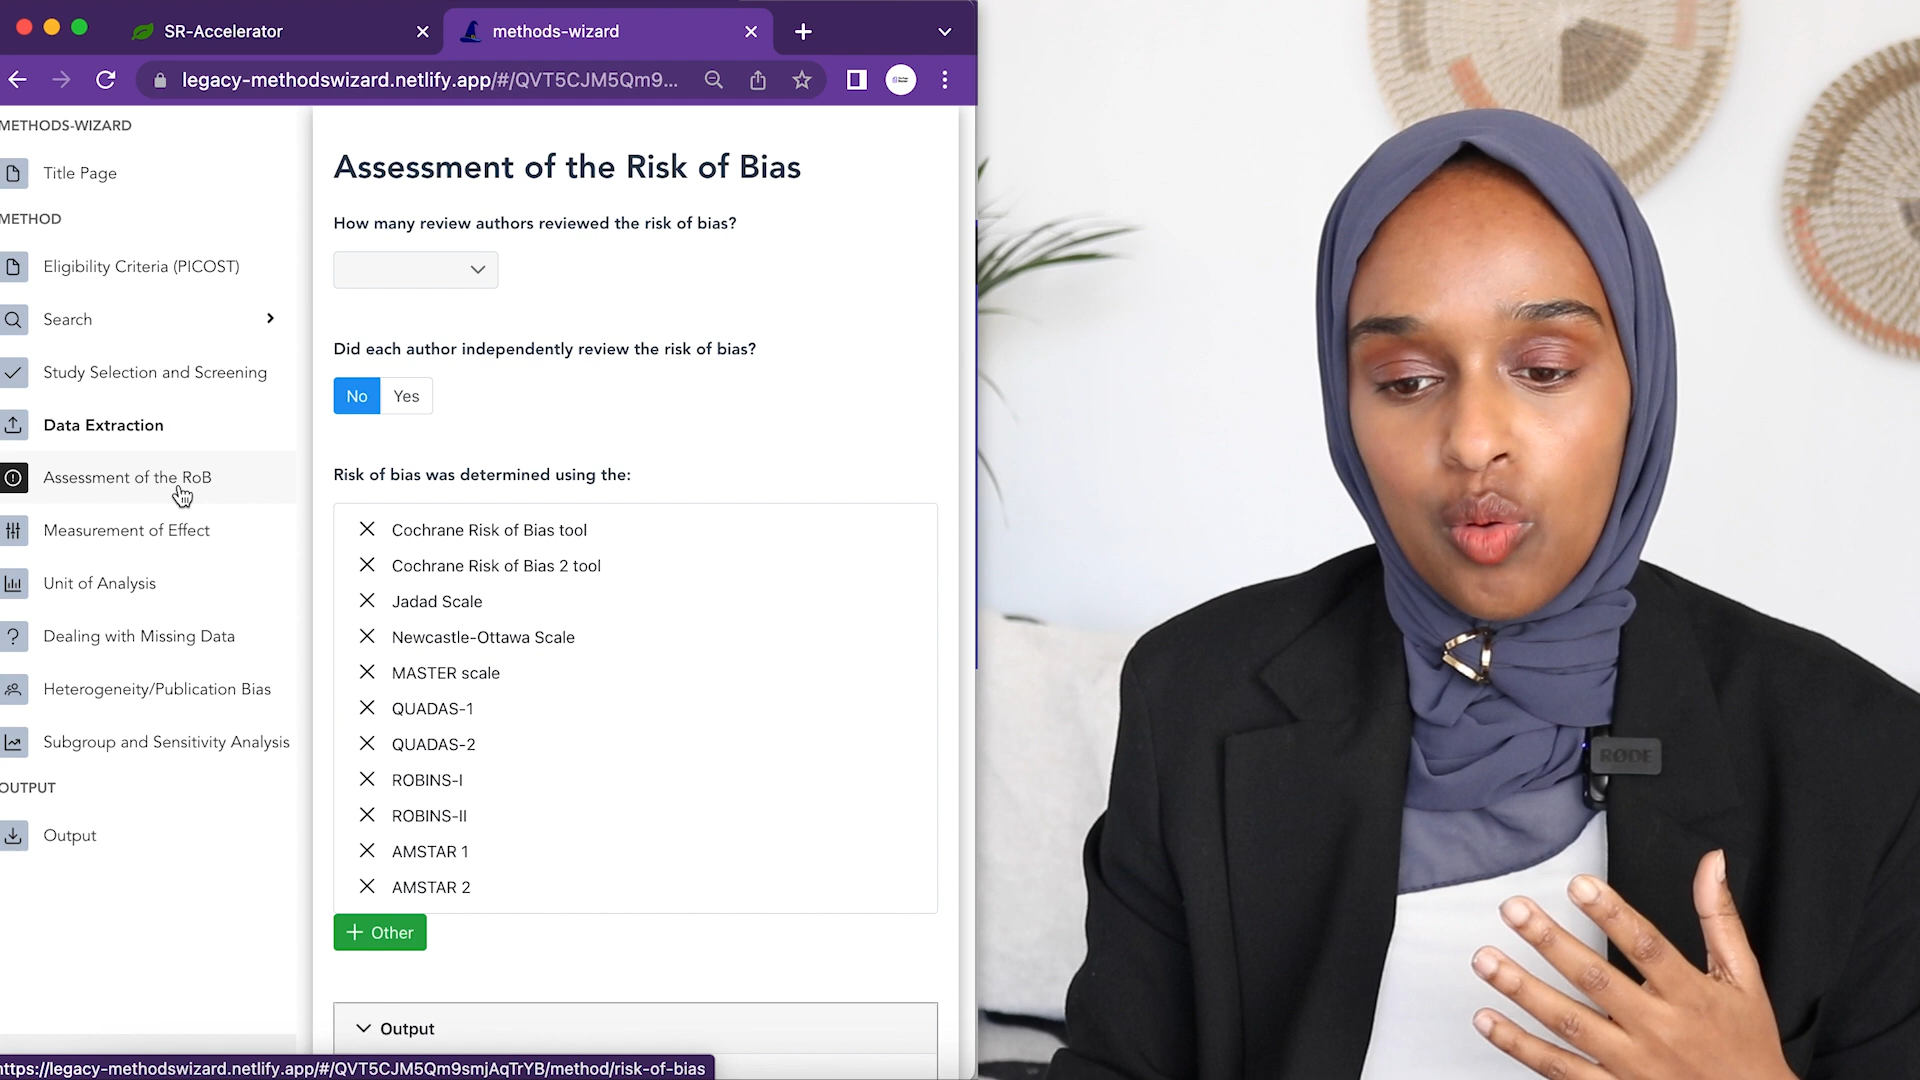 SR-Accelerator
methods-wizard
legacy-methodswizard.netlify.app/#/QVT5CJM5Qm9...
METHODS-WIZARD
Title Page
METHOD
Eligibility Criteria (PICOST)
Search
Study Selection and Screening
Data Extraction
Assessment of the RoB
Measurement of Effect
Unit of Analysis
Dealing with Missing Data
Heterogeneity/Publication Bias
Subgroup and Sensitivity Analysis
OUTPUT
Output
Assessment of the Risk of Bias
How many review authors reviewed the risk of bias?
Did each author independently review the risk of bias?
No Yes
Risk of bias was determined using the:
Cochrane Risk of Bias tool
Cochrane Risk of Bias 2 tool
Jadad Scale
Newcastle-Ottawa Scale
MASTER scale
QUADAS-1
QUADAS-2
ROBINS-I
ROBINS-II
AMSTAR 1
AMSTAR 2
+ Other
Output
https://legacy-methodswizard.netlify.app/#/QVT5CJM5Qm9smjAqTrYB/method/risk-of-bias
RØDE